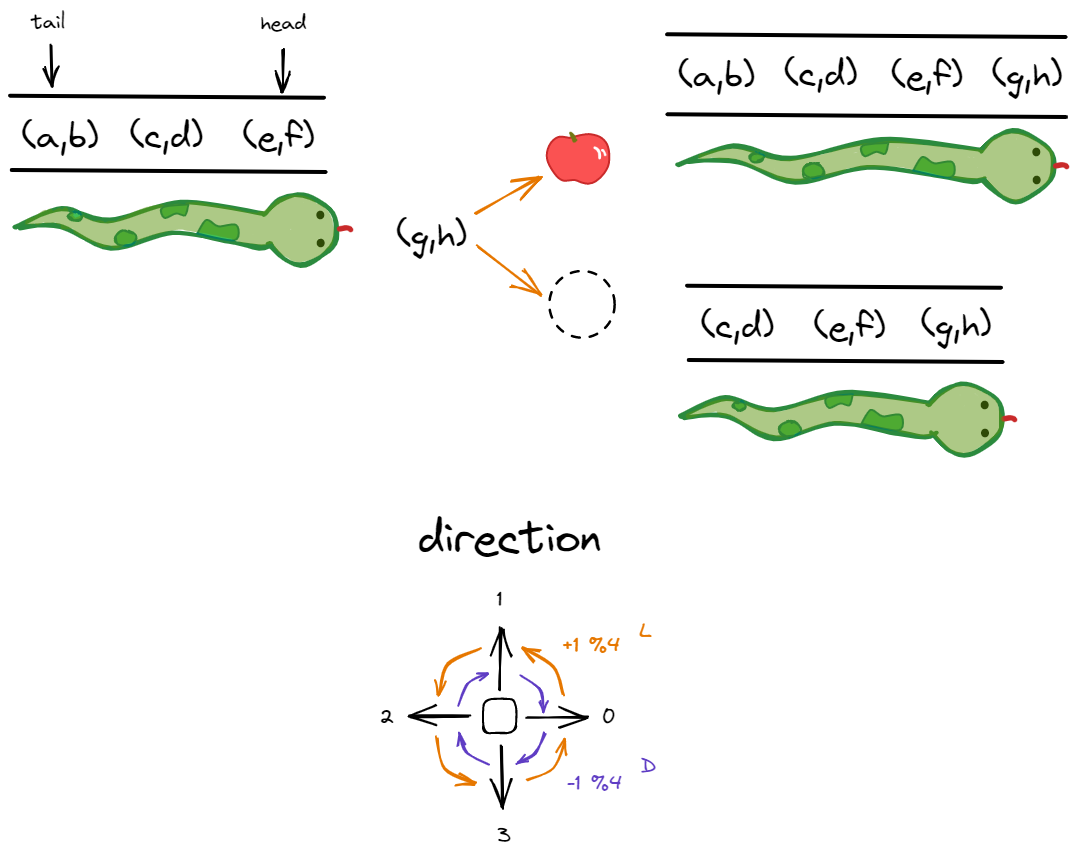 tail
head
(a,b) (c,d) (e,f)
(g,h)
(a,b) (c,d) (e,f) (g,h)
(c,d) (e,f) (g,h)
direction
1
+1 %4 L
2
0
-1 %4 D
3